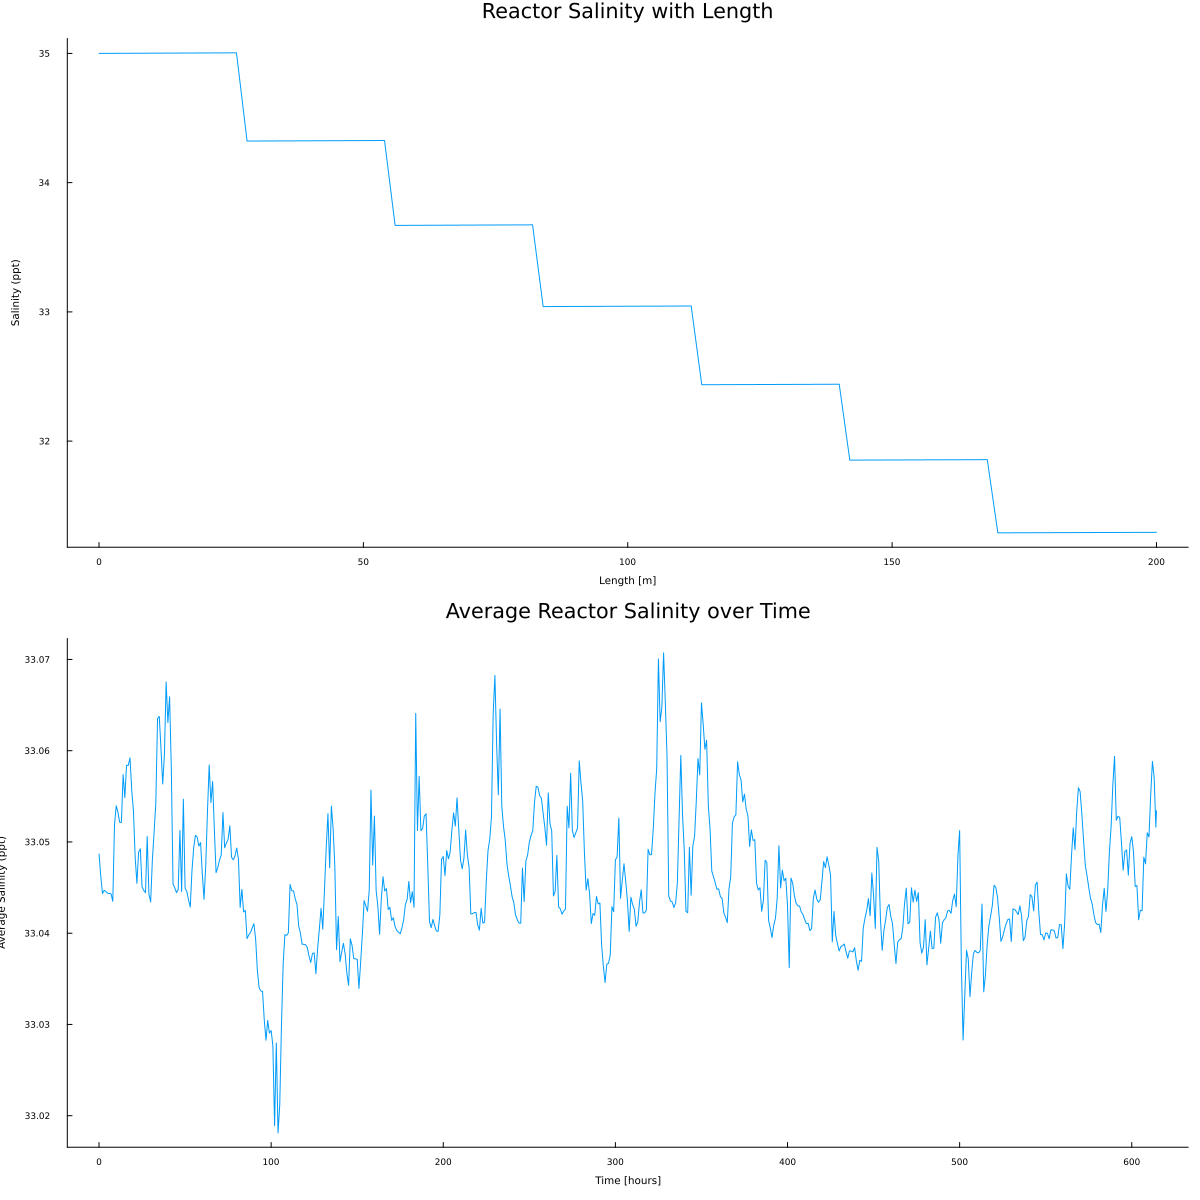 Reactor Salinity with Length
35
34
33
32
Salinity (ppt)
0 50 100 150 200
Length [m]
Average Reactor Salinity over Time
33.07
33.06
33.05
33.04
33.03
33.02
Average Salinity (ppt)
0 100 200 300 400 500 600
Time [hours]